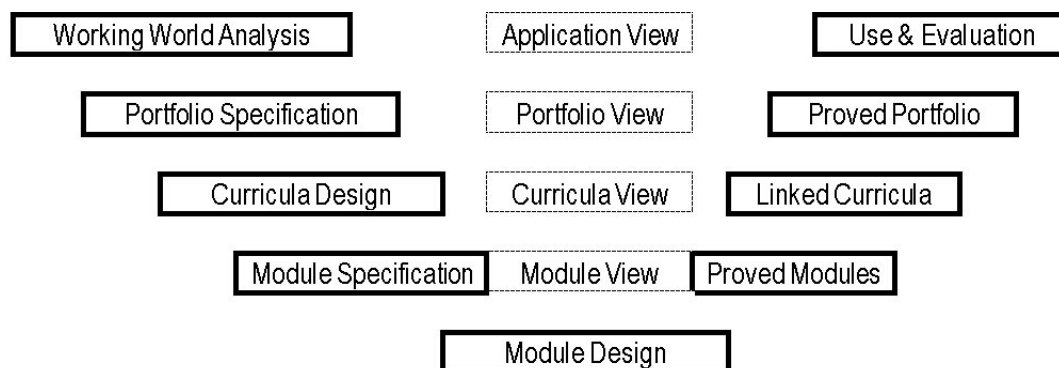 Working World Analysis Application View Use & Evaluation
Portfolio Specification Portfolio View Proved Portfolio
Curricula Design Curricula View Linked Curricula
Module Specification Module View Proved Modules
Module Design